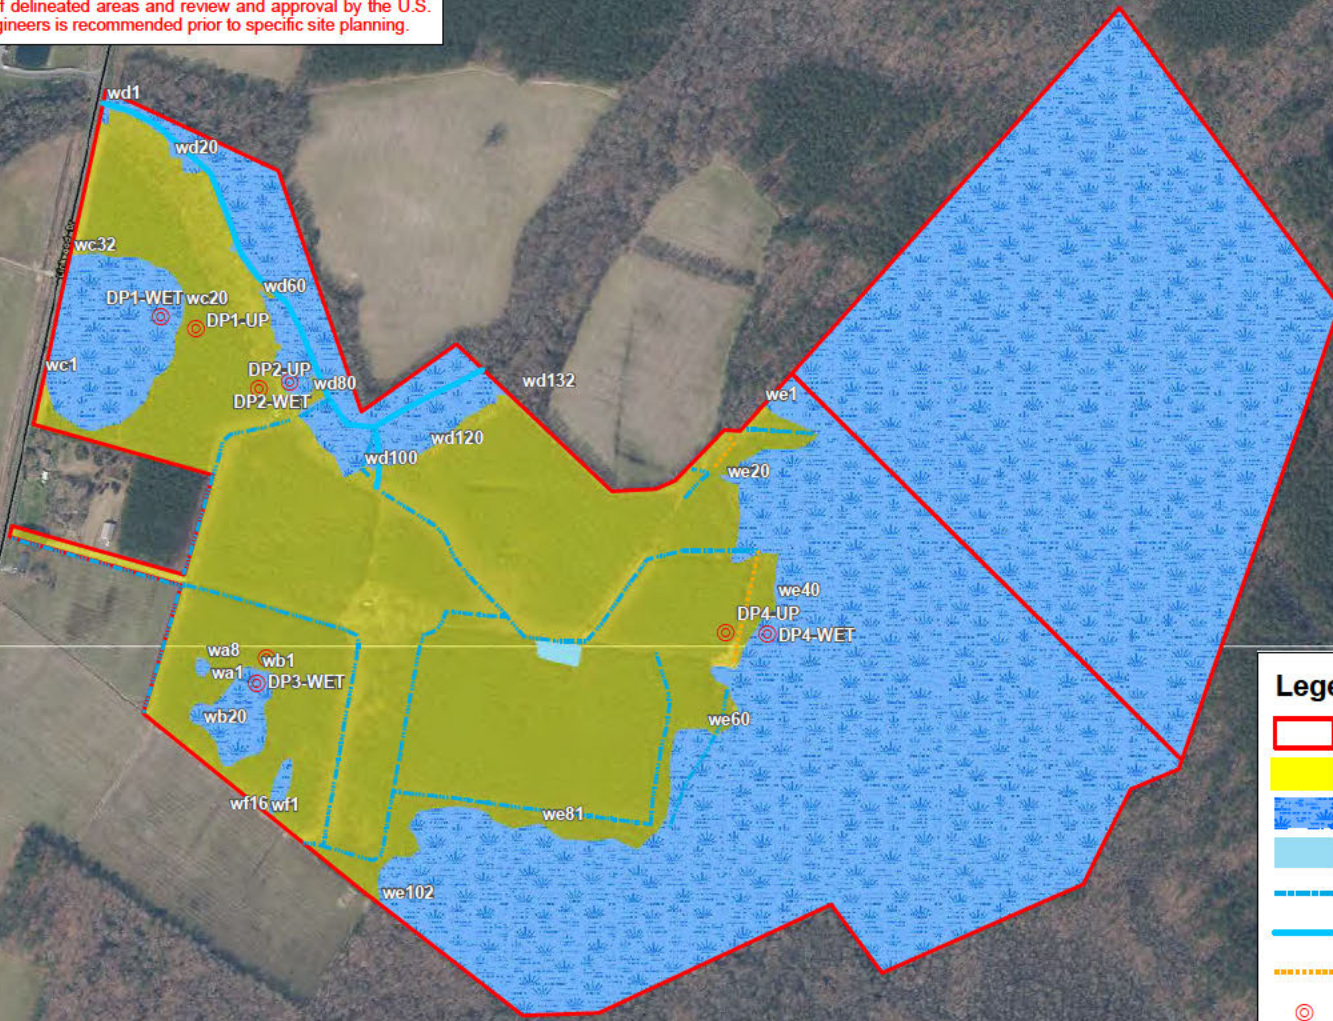 f delineated areas and review and approval by the U.S.
gineers is recommended prior to specific site planning.
wd1
wd20
wc32
wd60
DP1-WET
wc20
DP1-UP
wc1
DP2-UP
wd80
DP2-WET
wd132
we1
wd120
wd100
we20
we40
DP4-UP
DP4-WET
wa8
wb1
wa1
DP3-WET
wb20
we60
wf16
wf1
we81
we102
Lege